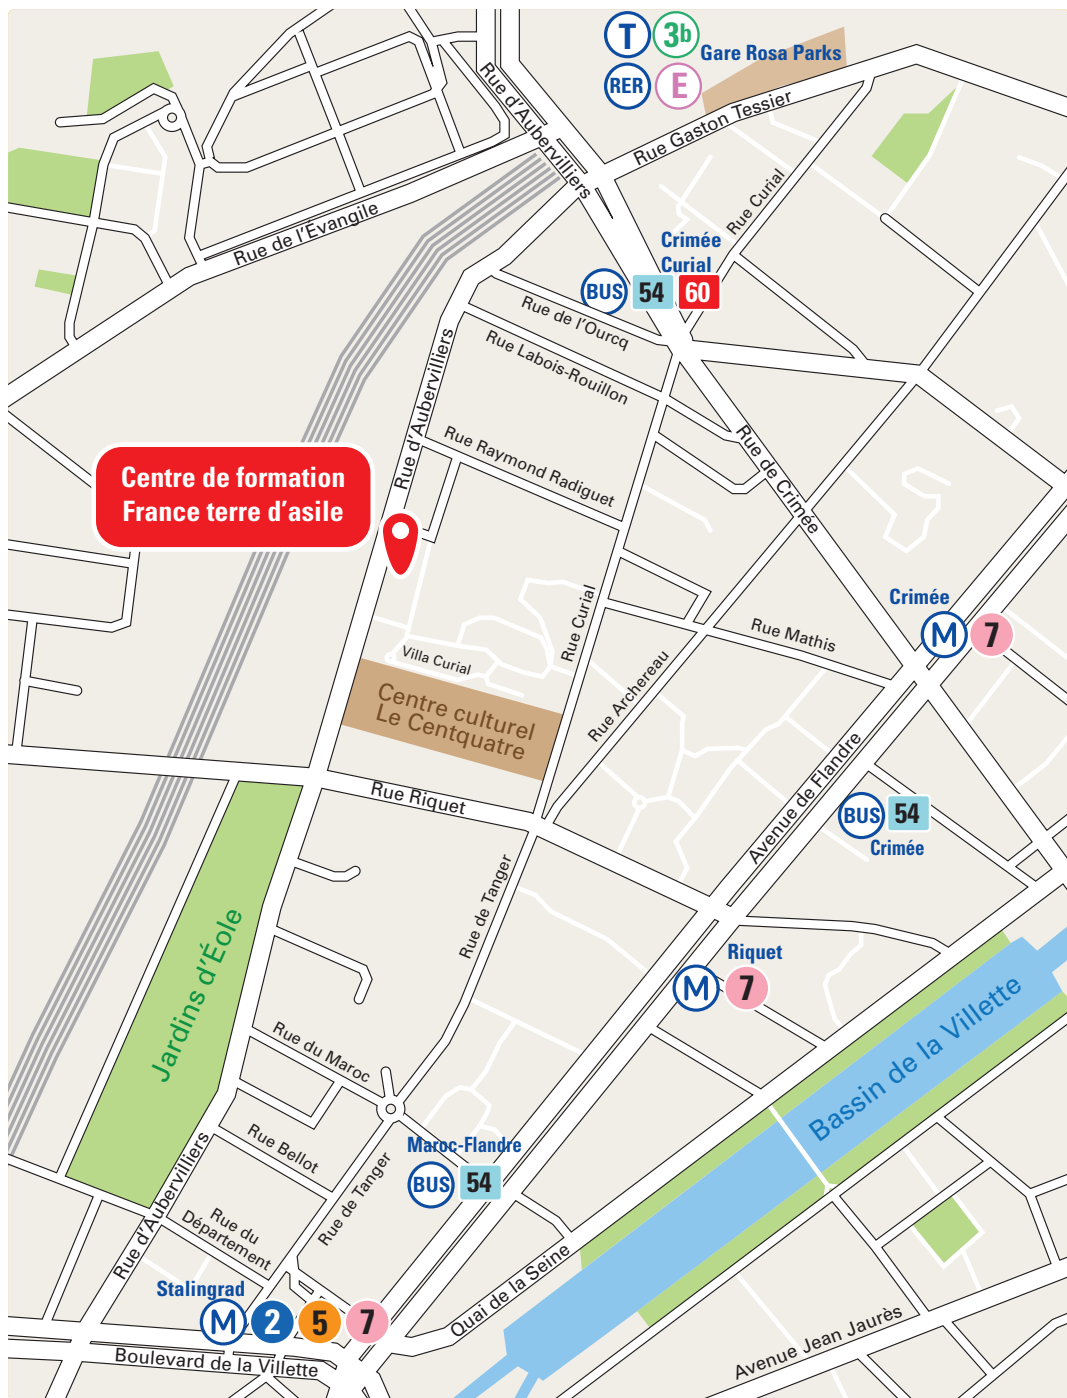 T 3b
Gare Rosa Parks
RER E
Rue d'Aubervilliers
Rue Gaston Tessier
Rue Curial
Rue de l'Évangile
Crimée
Curial
BUS 54 60
Rue de l'Ourcq
Rue Labois-Rouillon
Rue d'Aubervilliers
Rue Raymond Radiguet
Rue de Crimée
Centre de formation
France terre d'asile
Crimée
M 7
Rue Curial
Rue Mathis
Villa Curial
Rue Archereau
Centre culturel
Le Centquatre
Rue Riquet
Avenue de Flandre
BUS 54
Crimée
Rue de Tanger
Jardins d'Éole
Riquet
M 7
Bassin de la Villette
Rue du Maroc
Rue Bellot
Maroc-Flandre
BUS 54
Rue d'Aubervilliers
Rue de Tanger
Rue du
Département
Stalingrad
M 2 5 7
Quai de la Seine
Boulevard de la Villette
Avenue Jean Jaurès